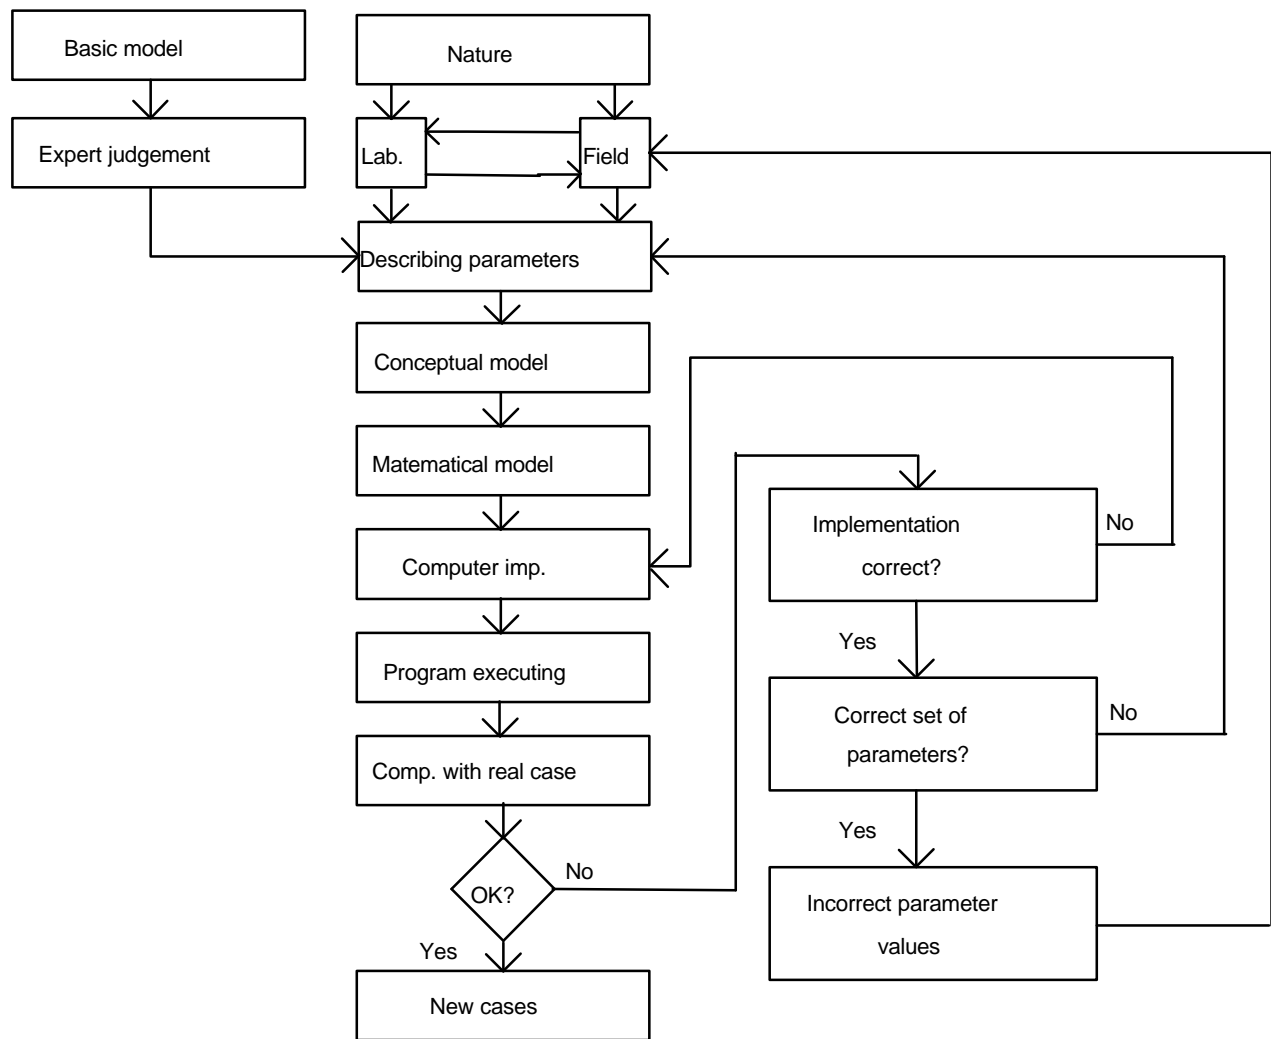 Basic model
Nature
Expert judgement
Lab.
Field
Describing parameters
Conceptual model
Matematical model
Implementation
correct?
No
Computer imp.
Yes
Program executing
Correct set of
parameters?
No
Comp. with real case
Yes
OK?
No
Incorrect parameter
values
Yes
New cases